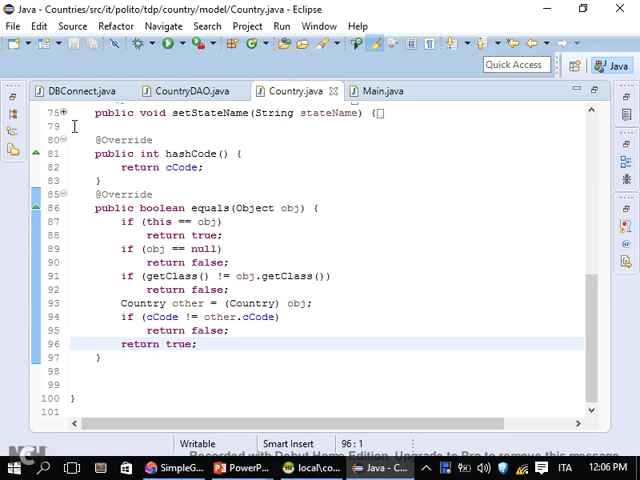 Java - Countries/src/it/polito/tdp/country/model/Country.java - Eclipse
File Edit Source Refactor Navigate Search Project Run Window Help
Quick Access
Java
DBConnect.java CountryDAO.java Country.java Main.java
75 public void setStateName(String stateName) {
79
80 @Override
81 public int hashCode() {
82 return cCode;
83 }
85 @Override
86 public boolean equals(Object obj) {
87 if (this == obj)
88 return true;
89 if (obj == null)
90 return false;
91 if (getClass() != obj.getClass())
92 return false;
93 Country other = (Country) obj;
94 if (cCode != other.cCode)
95 return false;
96 return true;
97 }
98
99
100 }
101
Writable Smart Insert 96 : 1
NCH
Recorded with Debut Home Edition. Upgrade to Pro to remove this message
SimpleG... PowerP... local\co... Java - C... ITA 12:06 PM